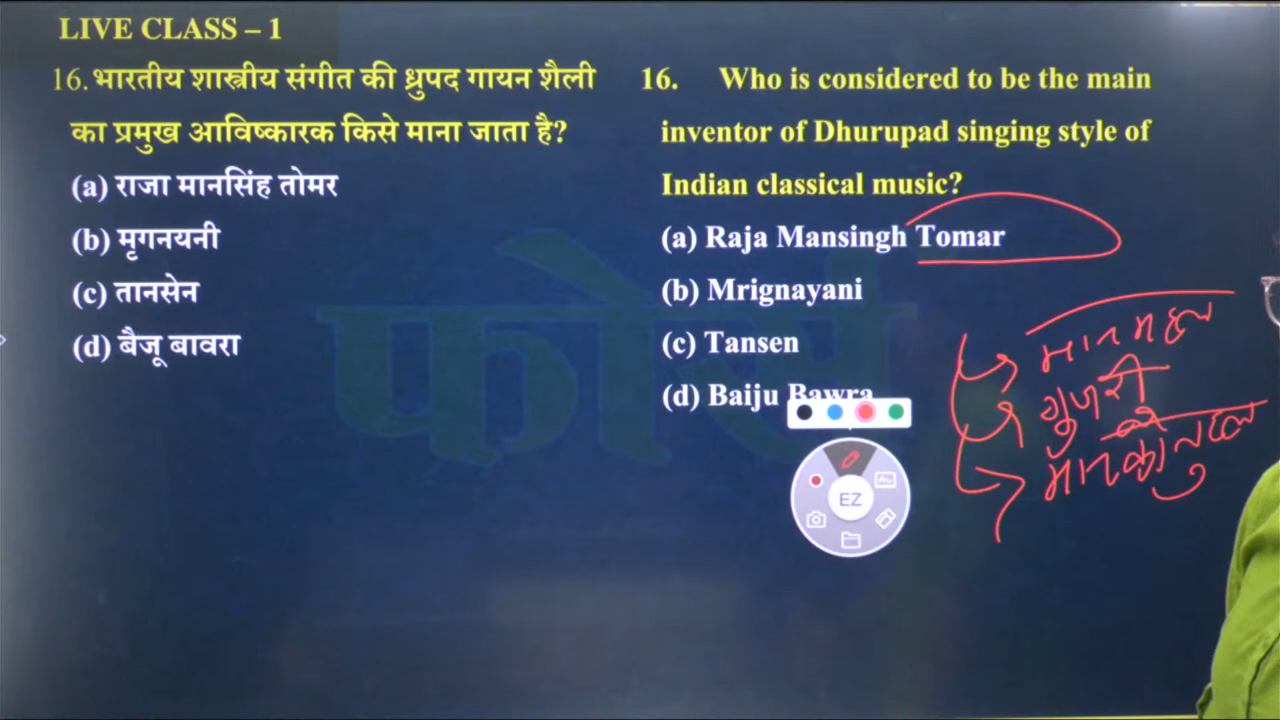 LIVE CLASS – 1
16. भारतीय शास्त्रीय संगीत की ध्रुपद गायन शैली
का प्रमुख आविष्कारक किसे माना जाता है?
(a) राजा मानसिंह तोमर
(b) मृगनयनी
(c) तानसेन
(d) बैजू बावरा
16. Who is considered to be the main
inventor of Dhurupad singing style of
Indian classical music?
(a) Raja Mansingh Tomar
(b) Mrignayani
(c) Tansen
(d) Baiju Bawra
मान महल
गुजरी
मानकौतुहल
EZ
फोर्स